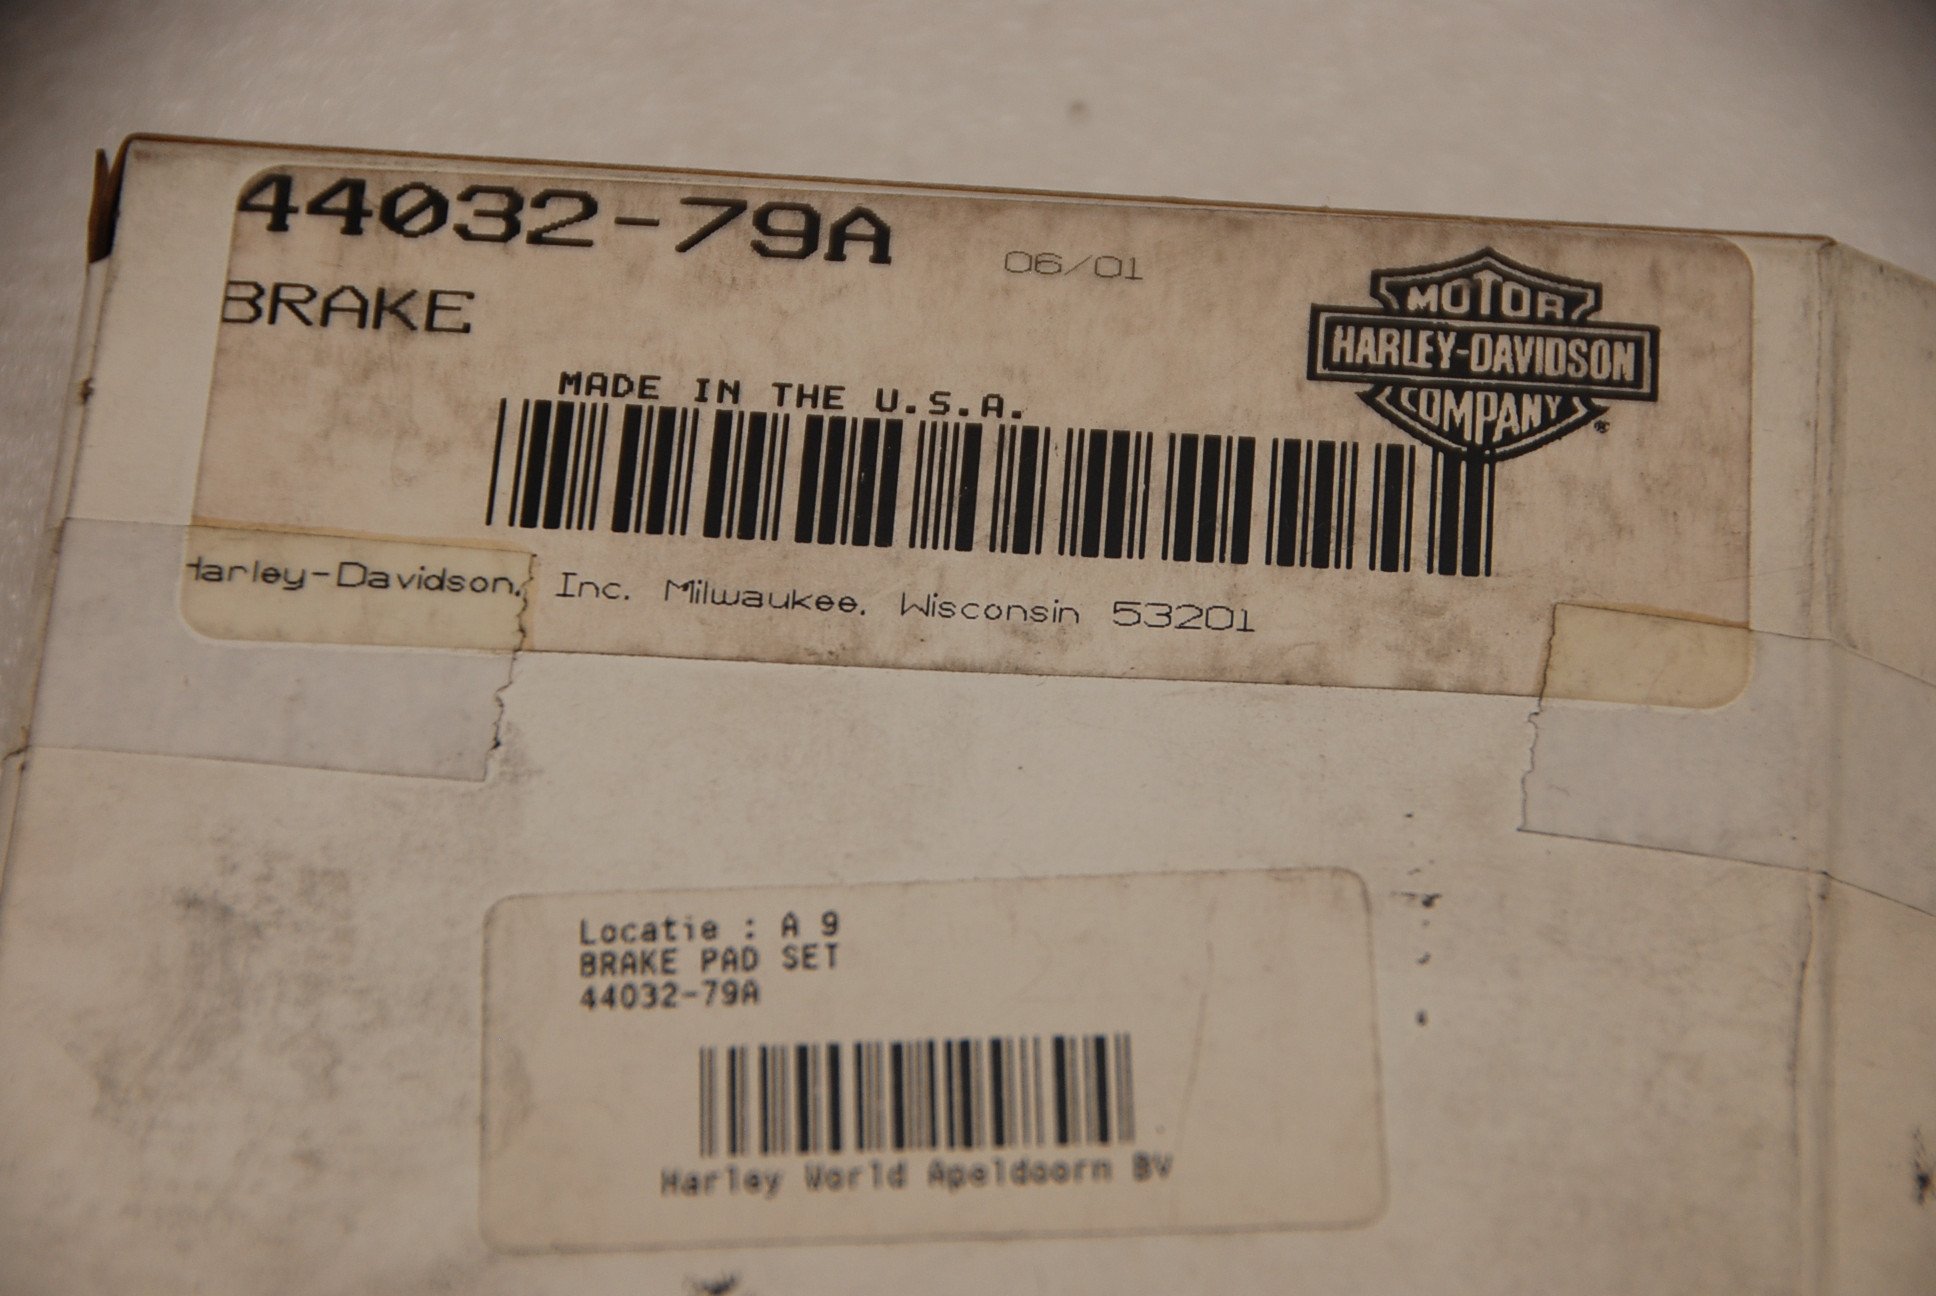 44032-79A
06/01
BRAKE
MADE IN THE U.S.A.
MOTOR
HARLEY-DAVIDSON
COMPANY
®
Harley-Davidson, Inc. Milwaukee, Wisconsin 53201
Locatie : A 9
BRAKE PAD SET
44032-79A
Harley World Apeldoorn BV